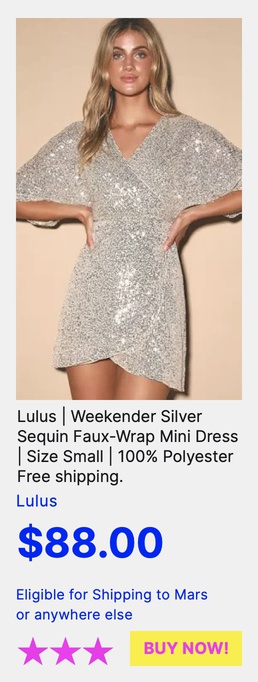 Lulus | Weekender Silver
Sequin Faux-Wrap Mini Dress
| Size Small | 100% Polyester
Free shipping.
Lulus
$88.00
Eligible for Shipping to Mars
or anywhere else
BUY NOW!